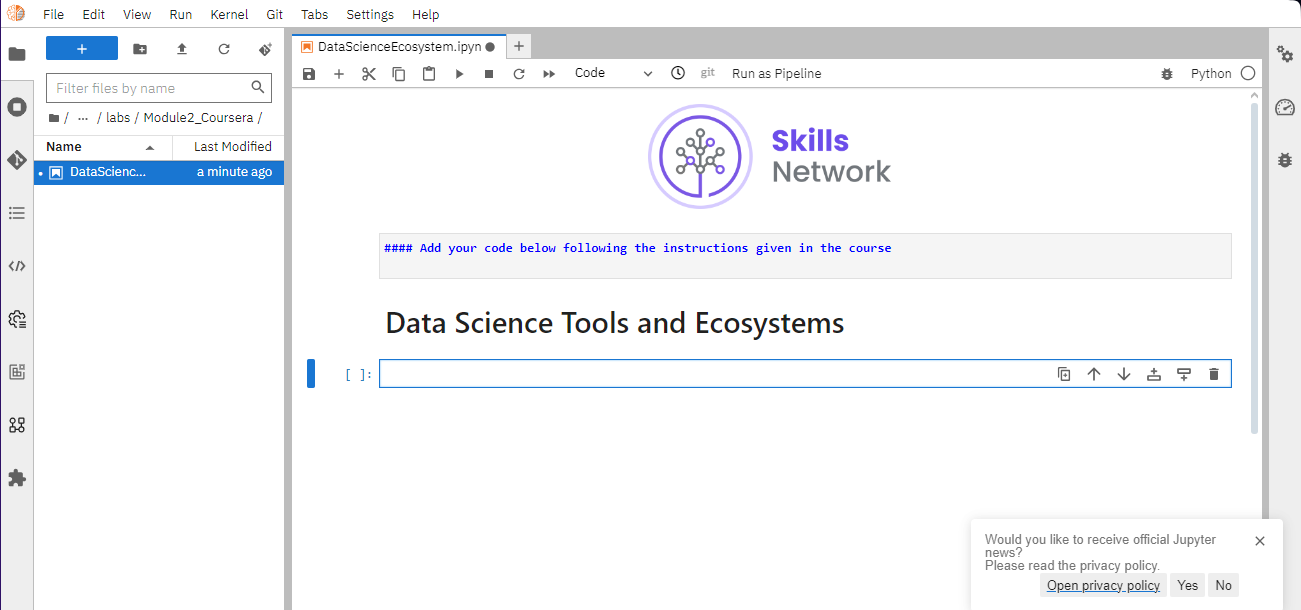 File Edit View Run Kernel Git Tabs Settings Help
DataScienceEcosystem.ipyn
Code
git
Run as Pipeline
Python
Filter files by name
/ ... / labs / Module2_Coursera /
Name
Last Modified
DataScienc...
a minute ago
Skills
Network
#### Add your code below following the instructions given in the course
Data Science Tools and Ecosystems
[ ]:
Would you like to receive official Jupyter
news?
Please read the privacy policy.
Open privacy policy
Yes
No